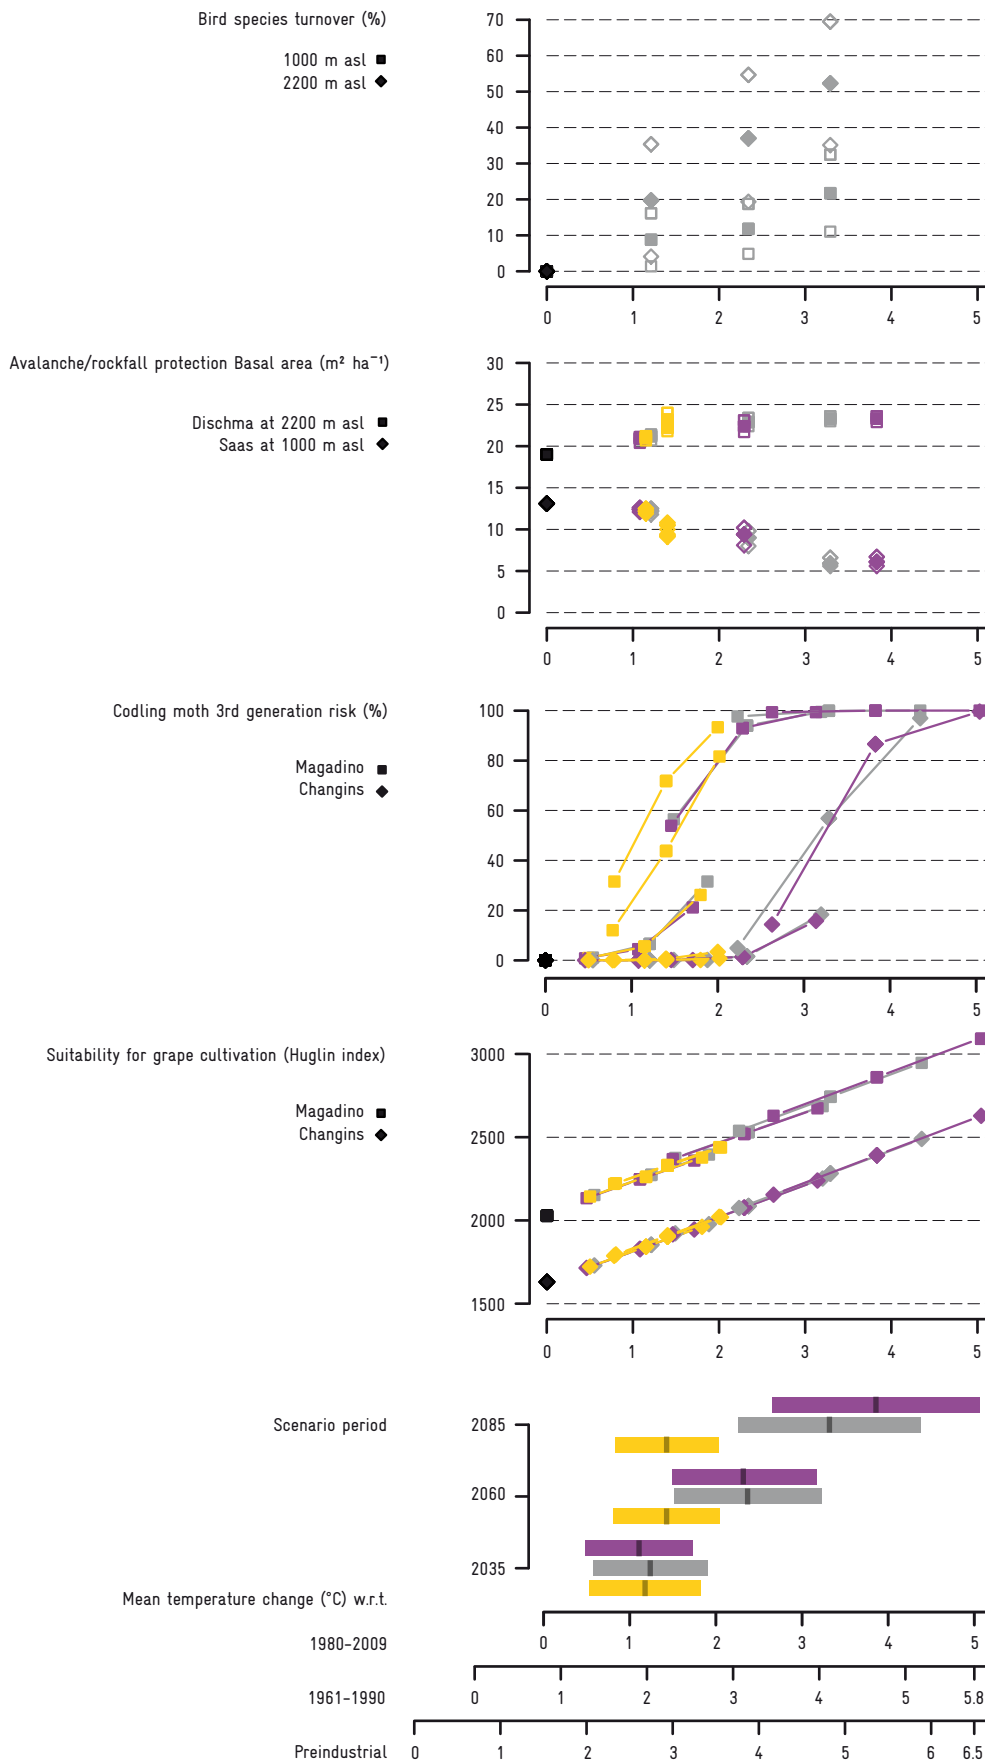 Bird species turnover (%)
1000 m asl
2200 m asl
70
60
50
40
30
20
10
0
0 1 2 3 4 5
Avalanche/rockfall protection Basal area (m² ha⁻¹)
Dischma at 2200 m asl
Saas at 1000 m asl
30
25
20
15
10
5
0
0 1 2 3 4 5
Codling moth 3rd generation risk (%)
Magadino
Changins
100
80
60
40
20
0
0 1 2 3 4 5
Suitability for grape cultivation (Huglin index)
Magadino
Changins
3000
2500
2000
1500
0 1 2 3 4 5
Scenario period
2085
2060
2035
Mean temperature change (°C) w.r.t.
1980-2009
0 1 2 3 4 5
1961-1990
0 1 2 3 4 5 5.8
Preindustrial
0 1 2 3 4 5 6 6.5